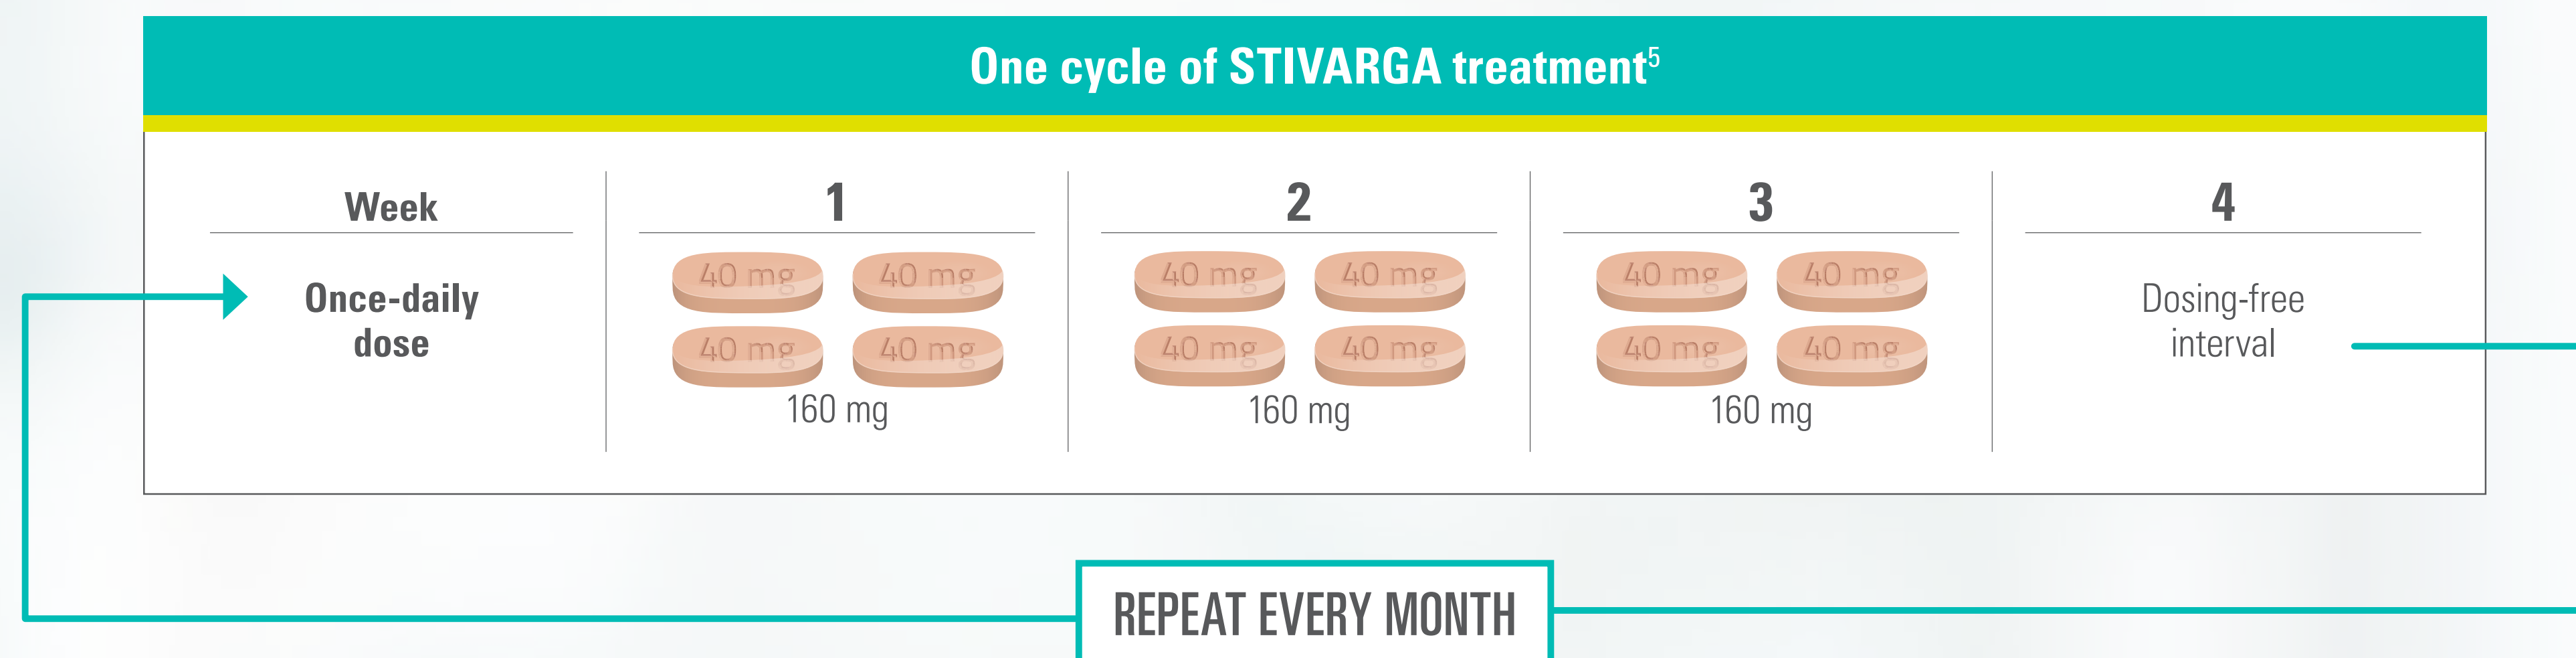 One cycle of STIVARGA treatment⁵
Week 1 2 3 4
Once-daily
dose
40 mg 40 mg 40 mg 40 mg 40 mg 40 mg
40 mg 40 mg 40 mg 40 mg 40 mg 40 mg
160 mg 160 mg 160 mg
Dosing-free
interval
REPEAT EVERY MONTH